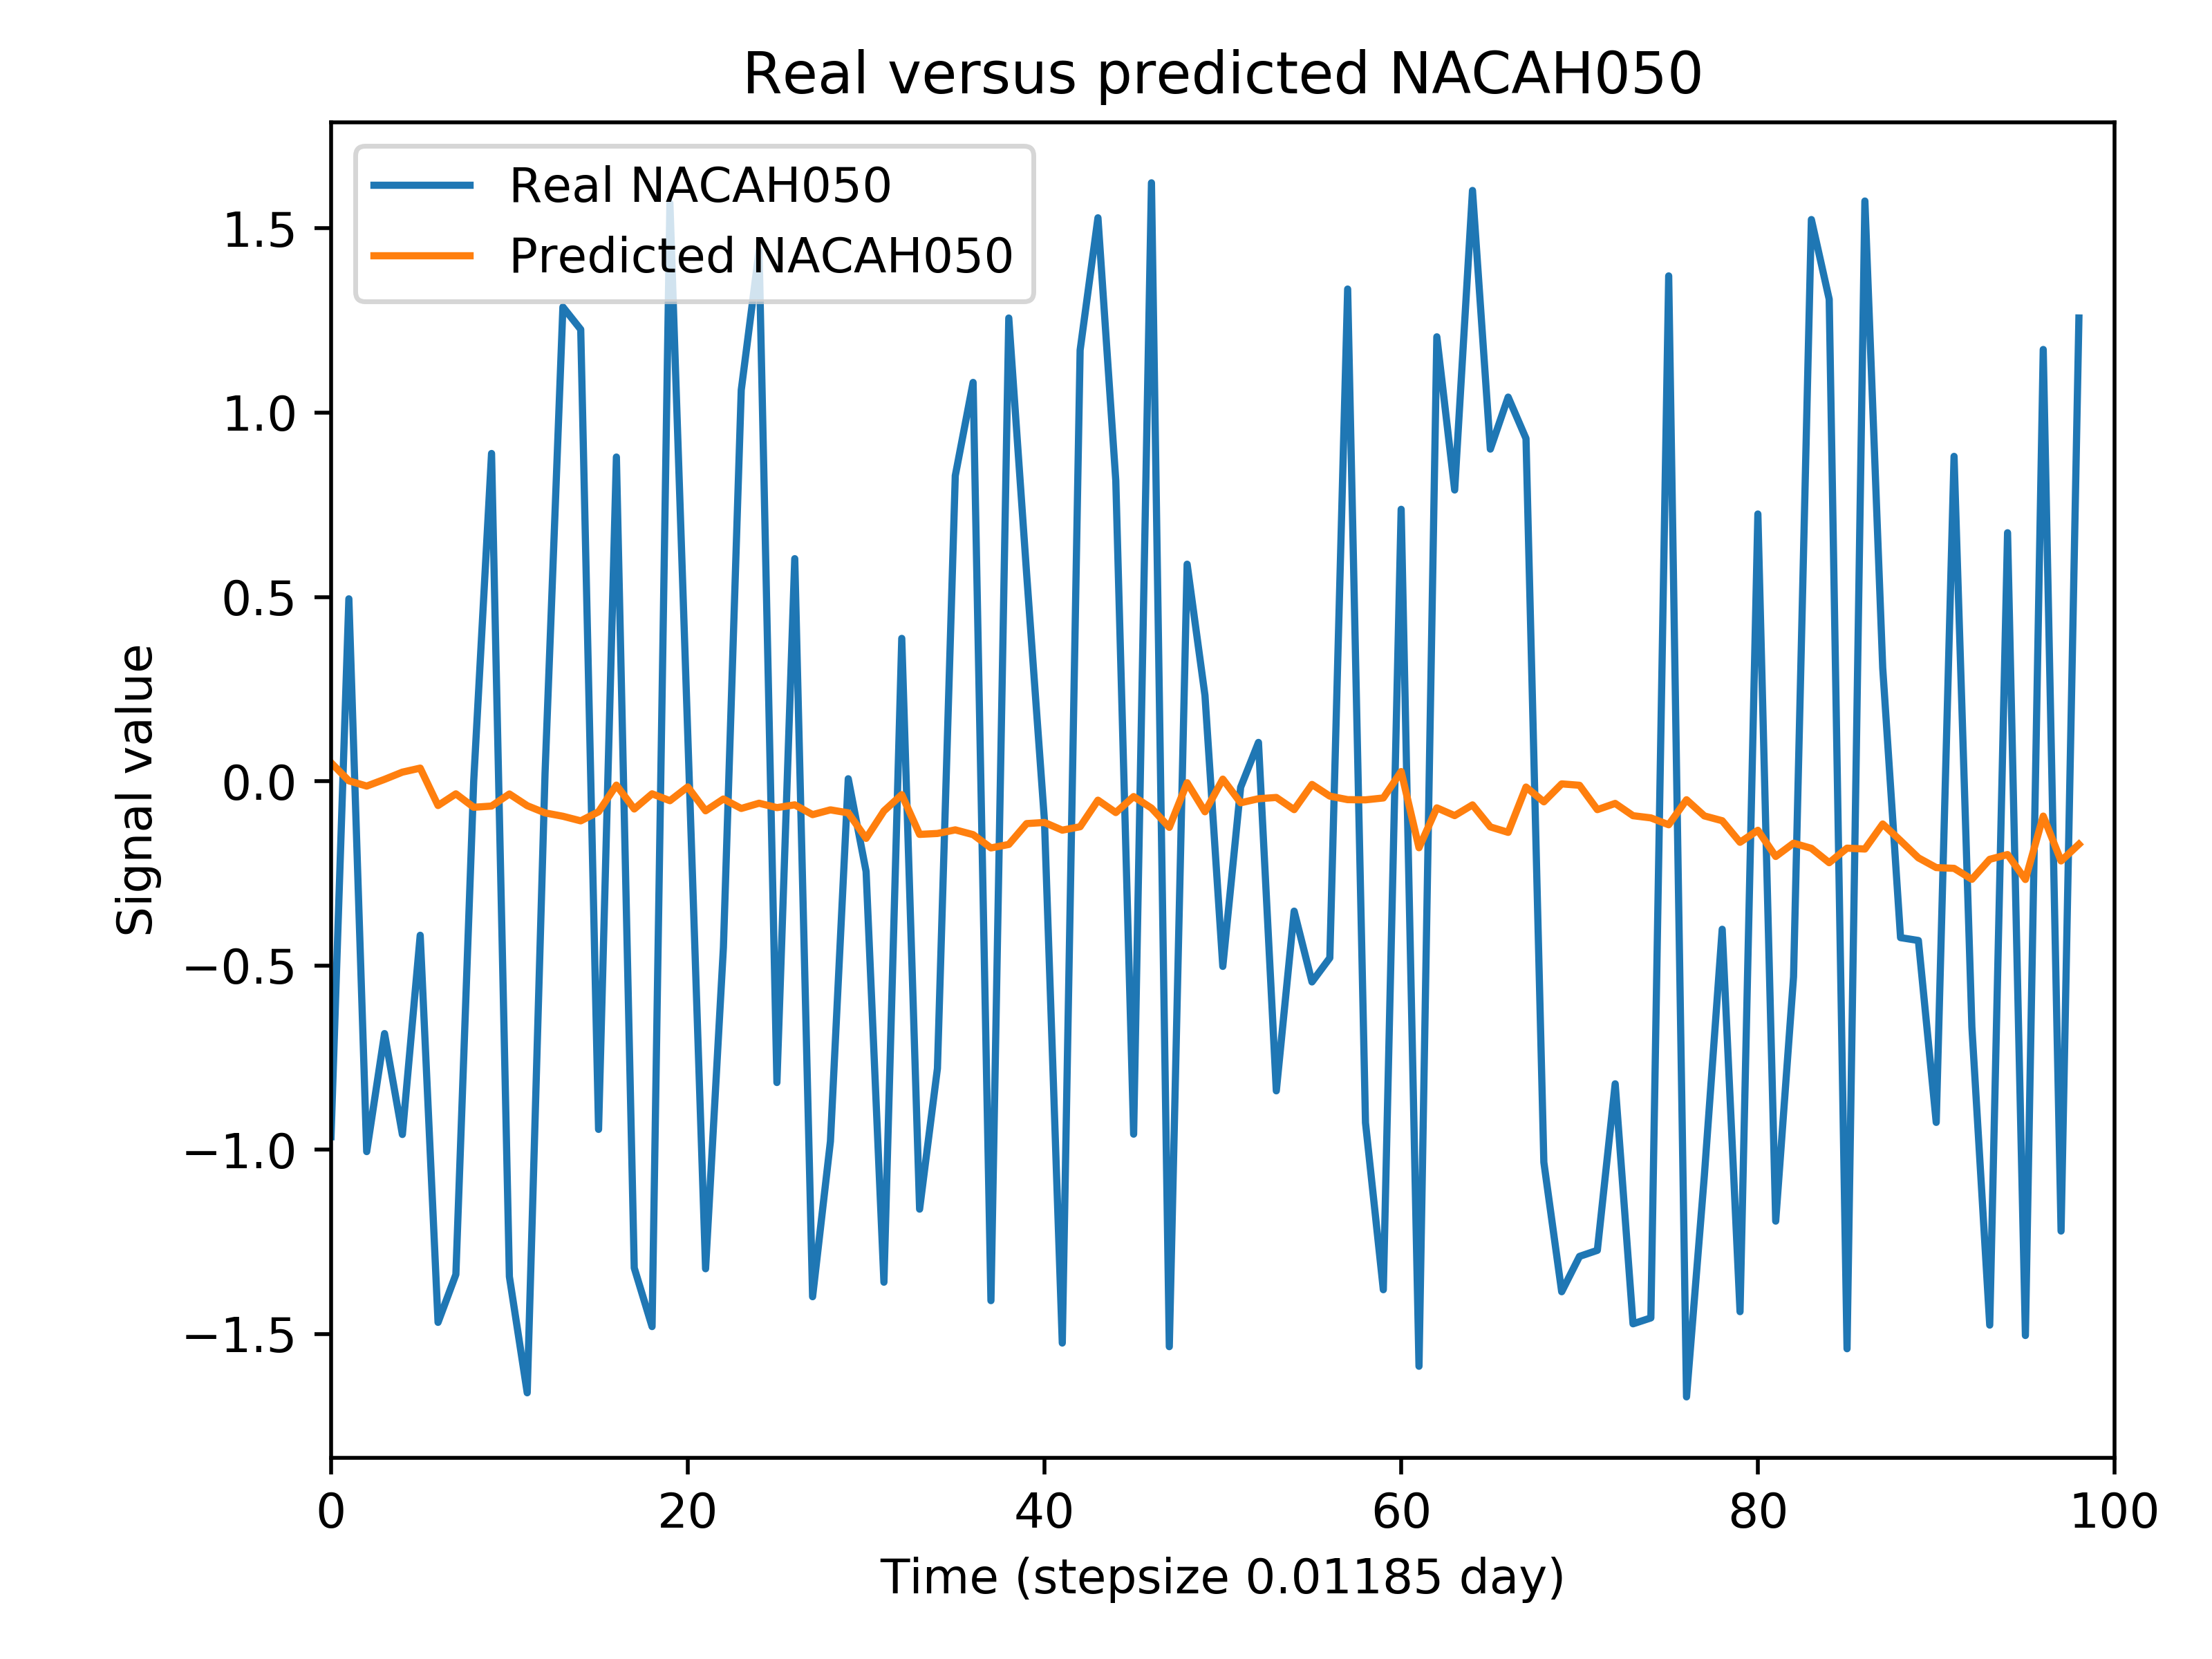 Real versus predicted NACAH050
Real NACAH050
Predicted NACAH050
Signal value
1.5
1.0
0.5
0.0
−0.5
−1.0
−1.5
0 20 40 60 80 100
Time (stepsize 0.01185 day)